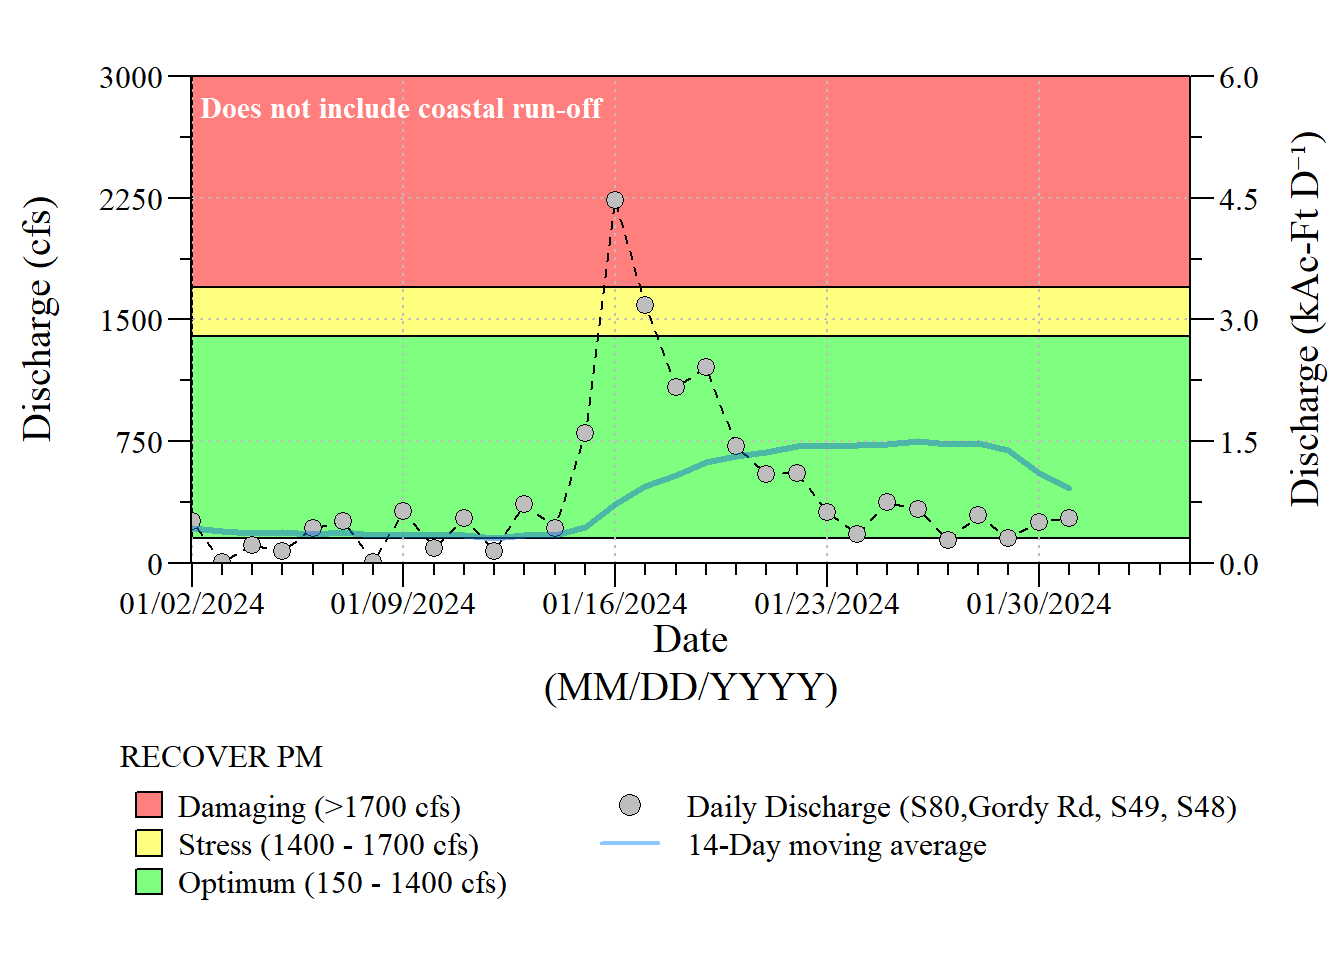 Does not include coastal run-off
3000
2250
1500
750
0
Discharge (cfs)
6.0
4.5
3.0
1.5
0.0
Discharge (kAc-Ft D⁻¹)
01/02/2024 01/09/2024 01/16/2024 01/23/2024 01/30/2024
Date
(MM/DD/YYYY)
RECOVER PM
Damaging (>1700 cfs)
Stress (1400 - 1700 cfs)
Optimum (150 - 1400 cfs)
Daily Discharge (S80,Gordy Rd, S49, S48)
14-Day moving average